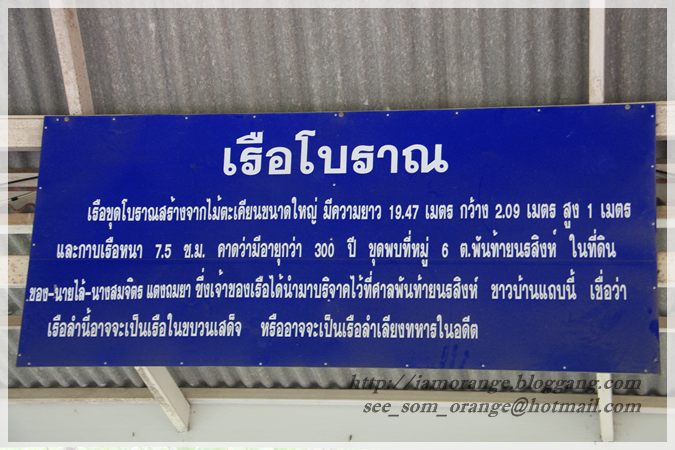 เรือโบราณ
เรือขุดโบราณสร้างจากไม้ตะเคียนขนาดใหญ่ มีความยาว 19.47 เมตร กว้าง 2.09 เมตร สูง 1 เมตร
และกาบเรือหนา 7.5 ซ.ม. คาดว่ามีอายุกว่า 300 ปี ขุดพบที่หมู่ 6 ต.พันท้ายนรสิงห์ ในที่ดิน
ของ-นายไล้-นางสมจิตร แตงถมยา ซึ่งเจ้าของเรือได้นำมาบริจาคไว้ที่ศาลพันท้ายนรสิงห์ ชาวบ้านแถบนี้ เชื่อว่า
เรือลำนี้อาจจะเป็นเรือในขบวนเสด็จ หรืออาจจะเป็นเรือลำเลียงทหารในอดีต
http://iamorange.bloggang.com
see_som_orange@hotmail.com